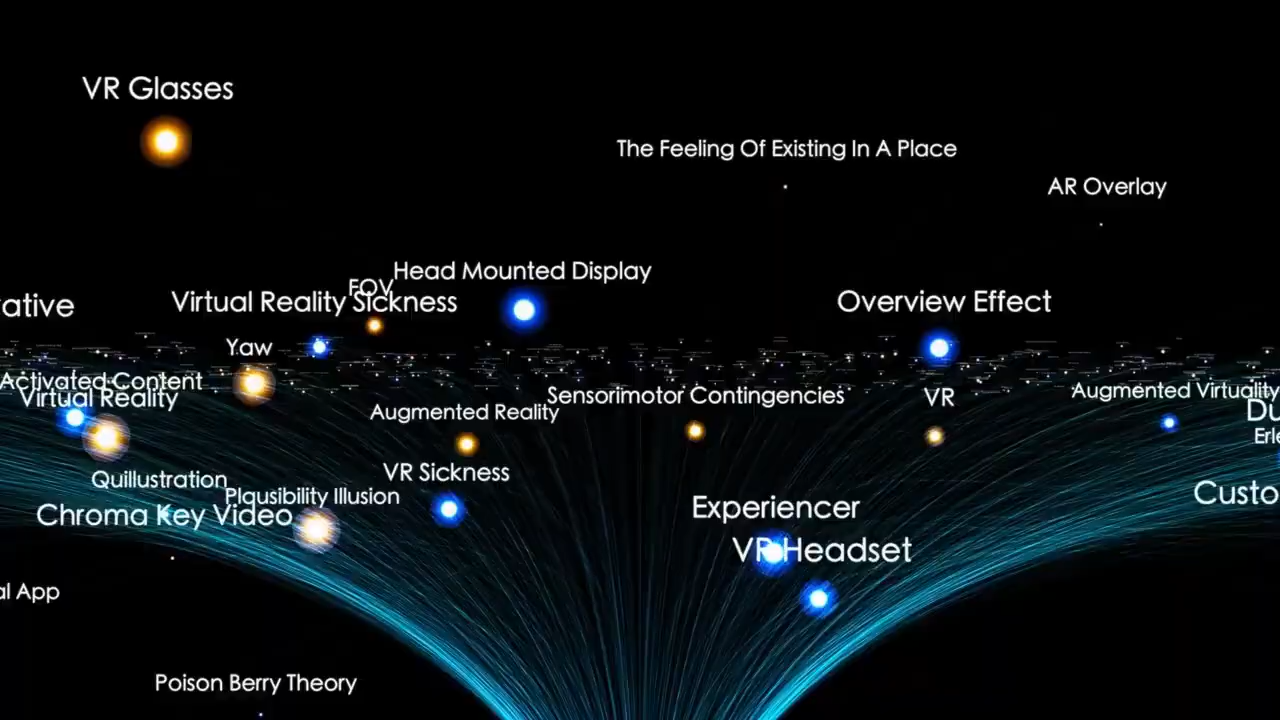 VR Glasses
The Feeling Of Existing In A Place
AR Overlay
Head Mounted Display
FOV
Virtual Reality Sickness
Overview Effect
Yaw
Activated Content
Virtual Reality
Sensorimotor Contingencies
VR
Augmented Virtuality
Augmented Reality
VR Sickness
Quillustration
Plausibility Illusion
Chroma Key Video
Experiencer
VR Headset
App
Poison Berry Theory